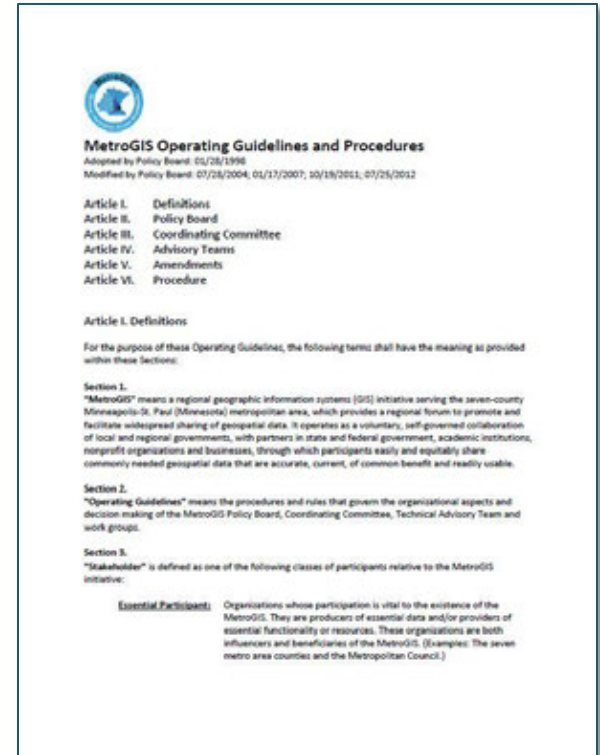 MetroGIS
MetroGIS Operating Guidelines and Procedures
Adopted by Policy Board: 01/28/1998
Modified by Policy Board: 07/28/2004; 01/17/2007; 10/19/2011; 07/25/2012
Article I. Definitions
Article II. Policy Board
Article III. Coordinating Committee
Article IV. Advisory Teams
Article V. Amendments
Article VI. Procedure
Article I. Definitions
For the purpose of these Operating Guidelines, the following terms shall have the meaning as provided
within these Sections:
Section 1.
"MetroGIS" means a regional geographic information systems (GIS) initiative serving the seven-county
Minneapolis-St. Paul (Minnesota) metropolitan area, which provides a regional forum to promote and
facilitate widespread sharing of geospatial data. It operates as a voluntary, self-governed collaboration
of local and regional governments, with partners in state and federal government, academic institutions,
nonprofit organizations and businesses, through which participants easily and equitably share
commonly needed geospatial data that are accurate, current, of common benefit and readily usable.
Section 2.
"Operating Guidelines" means the procedures and rules that govern the organizational aspects and
decision making of the MetroGIS Policy Board, Coordinating Committee, Technical Advisory Team and
work groups.
Section 3.
"Stakeholder" is defined as one of the following classes of participants relative to the MetroGIS
initiative:
Essential Participant: Organizations whose participation is vital to the existence of the
MetroGIS. They are producers of essential data and/or providers of
essential functionality or resources. These organizations are both
influencers and beneficiaries of the MetroGIS. (Examples: The seven
metro area counties and the Metropolitan Council.)